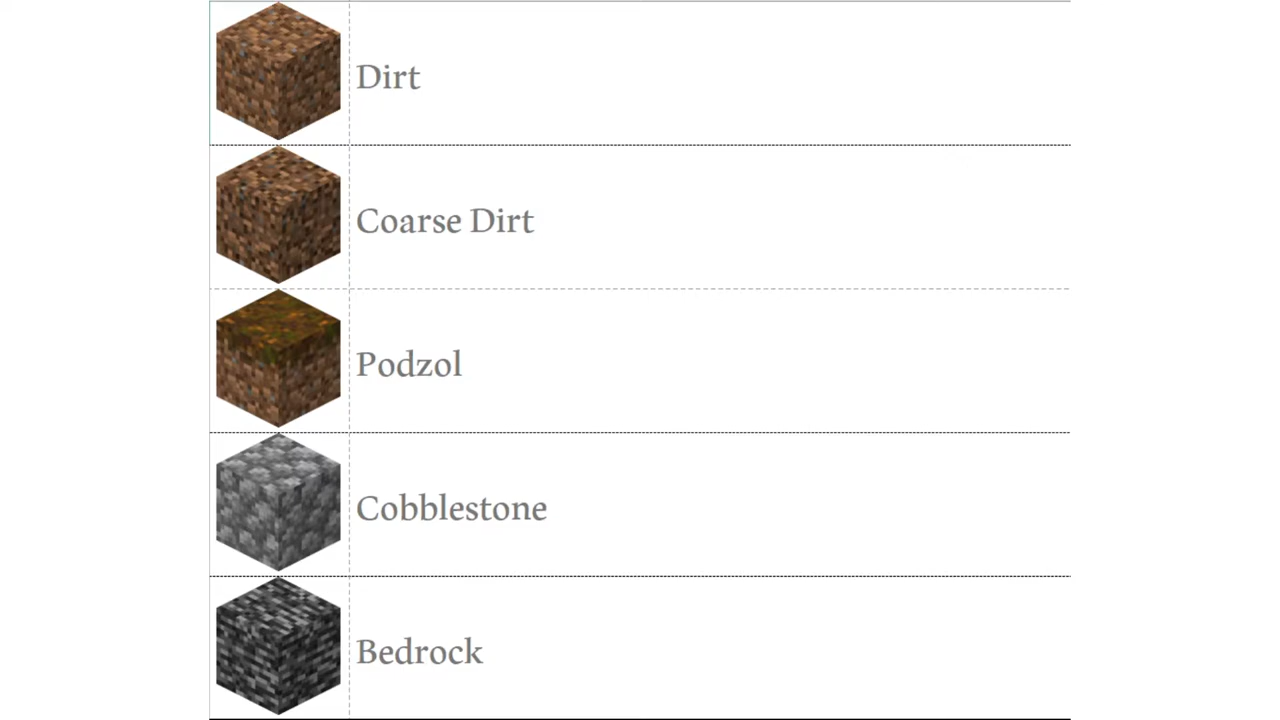 Dirt
Coarse Dirt
Podzol
Cobblestone
Bedrock